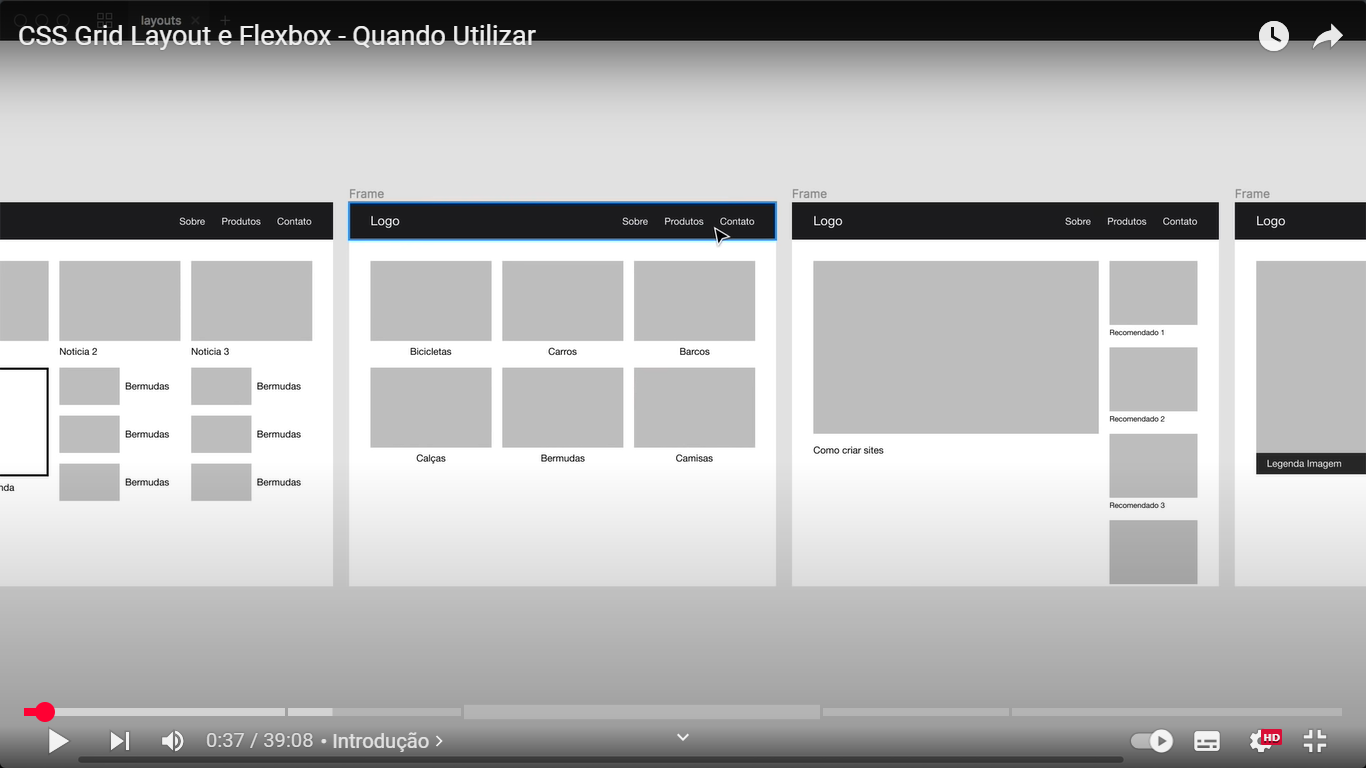 layouts
CSS Grid Layout e Flexbox - Quando Utilizar
Frame
Frame
Frame
Sobre Produtos Contato
Logo Sobre Produtos Contato
Logo Sobre Produtos Contato
Logo
Noticia 2 Noticia 3
Bermudas Bermudas
Bermudas Bermudas
Bermudas Bermudas
nda
Bicicletas Carros Barcos
Calças Bermudas Camisas
Como criar sites
Recomendado 1
Recomendado 2
Recomendado 3
Legenda Imagem
0:37 / 39:08 • Introdução
HD